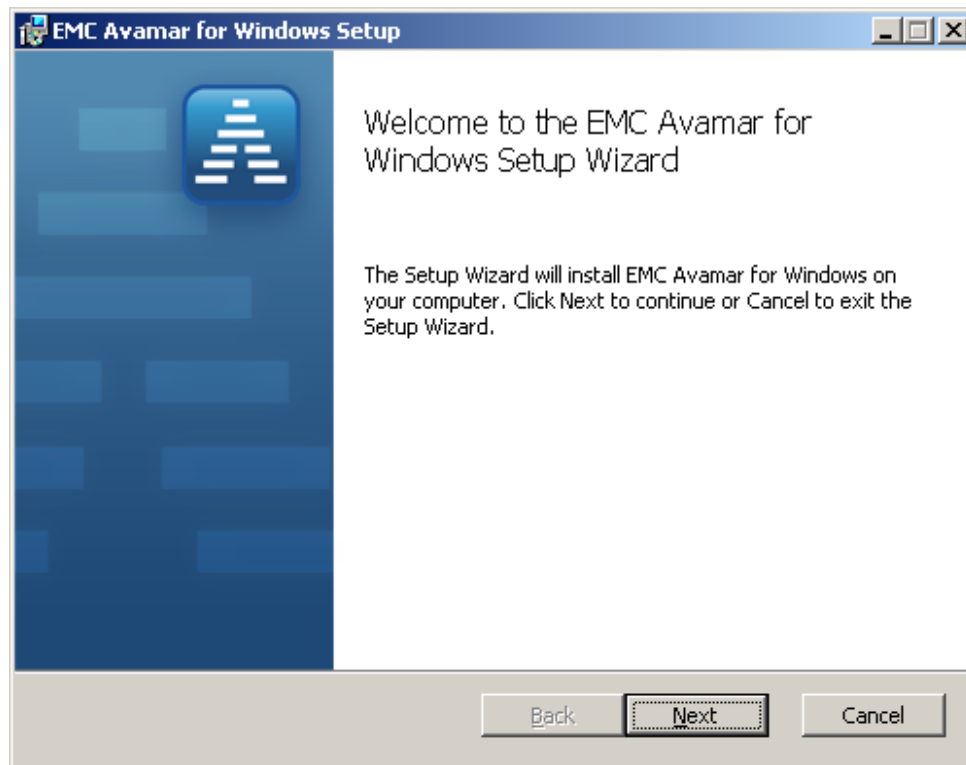 EMC Avamar for Windows Setup
Welcome to the EMC Avamar for
Windows Setup Wizard
The Setup Wizard will install EMC Avamar for Windows on
your computer. Click Next to continue or Cancel to exit the
Setup Wizard.
Back Next Cancel